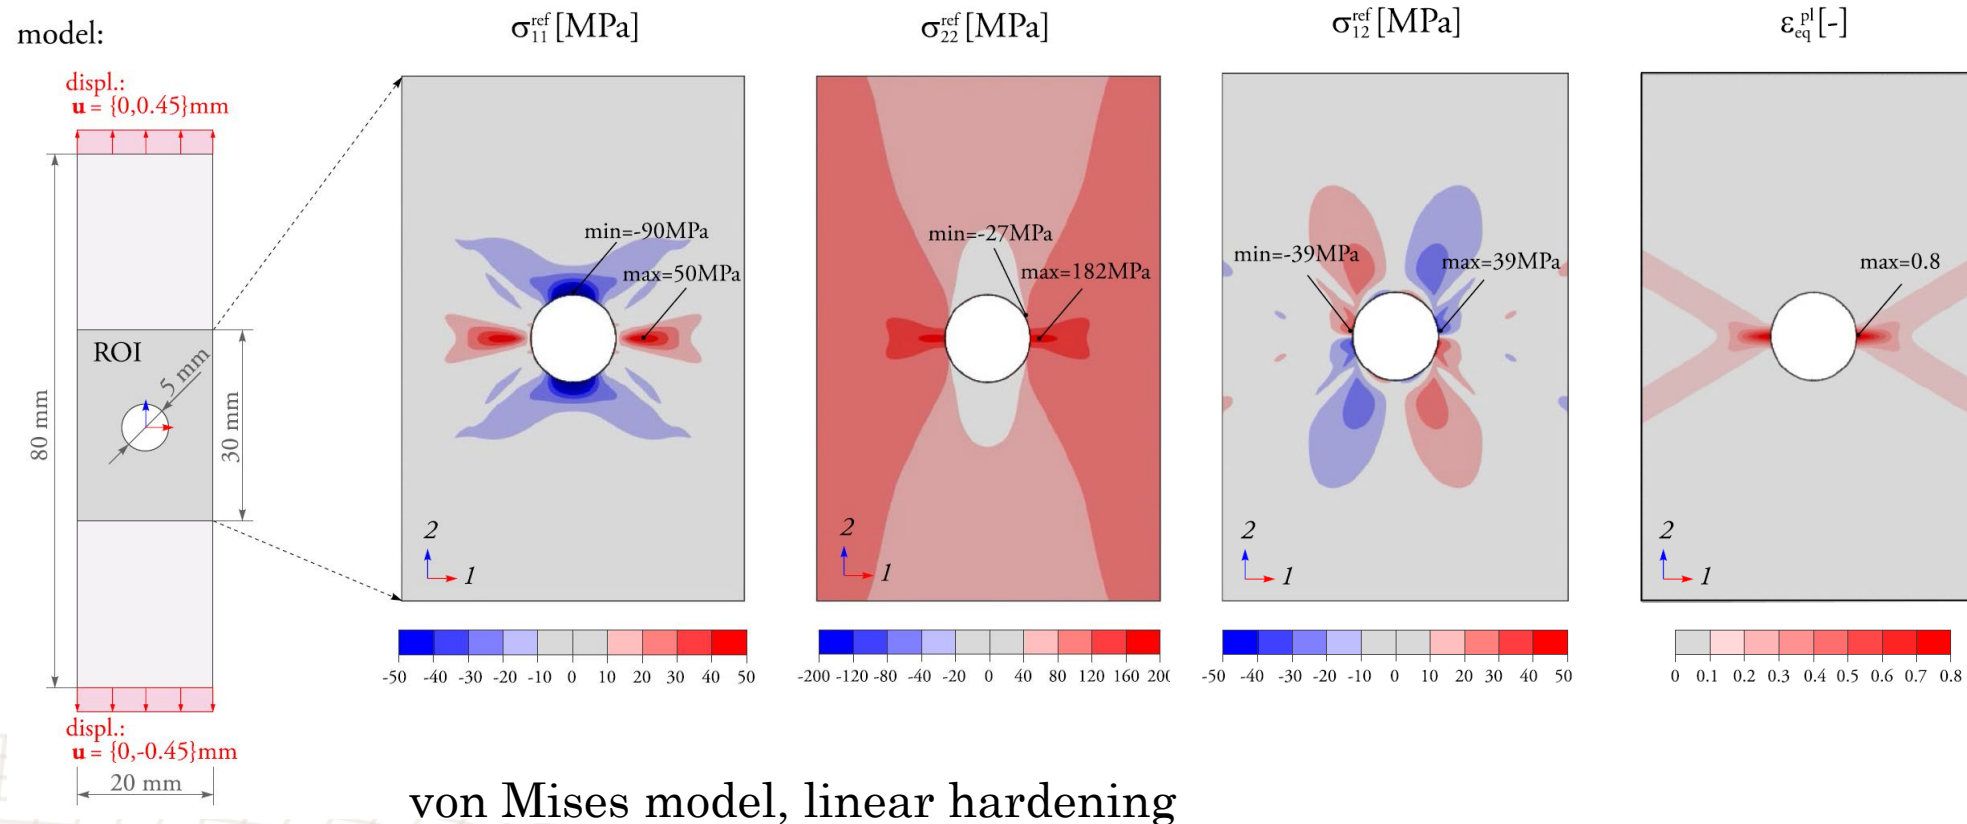 model:
displ.:
u = {0,0.45}mm
80 mm
ROI
5 mm
30 mm
displ.:
u = {0,-0.45}mm
20 mm
σ₁₁ʳᵉᶠ [MPa]
min=-90MPa
max=50MPa
2
1
-50 -40 -30 -20 -10 0 10 20 30 40 50
σ₂₂ʳᵉᶠ [MPa]
min=-27MPa
max=182MPa
2
1
-200 -120 -80 -40 -20 0 40 80 120 160 200
σ₁₂ʳᵉᶠ [MPa]
min=-39MPa
max=39MPa
2
1
-50 -40 -30 -20 -10 0 10 20 30 40 50
ε_eq^pl [-]
max=0.8
2
1
0 0.1 0.2 0.3 0.4 0.5 0.6 0.7 0.8
von Mises model, linear hardening